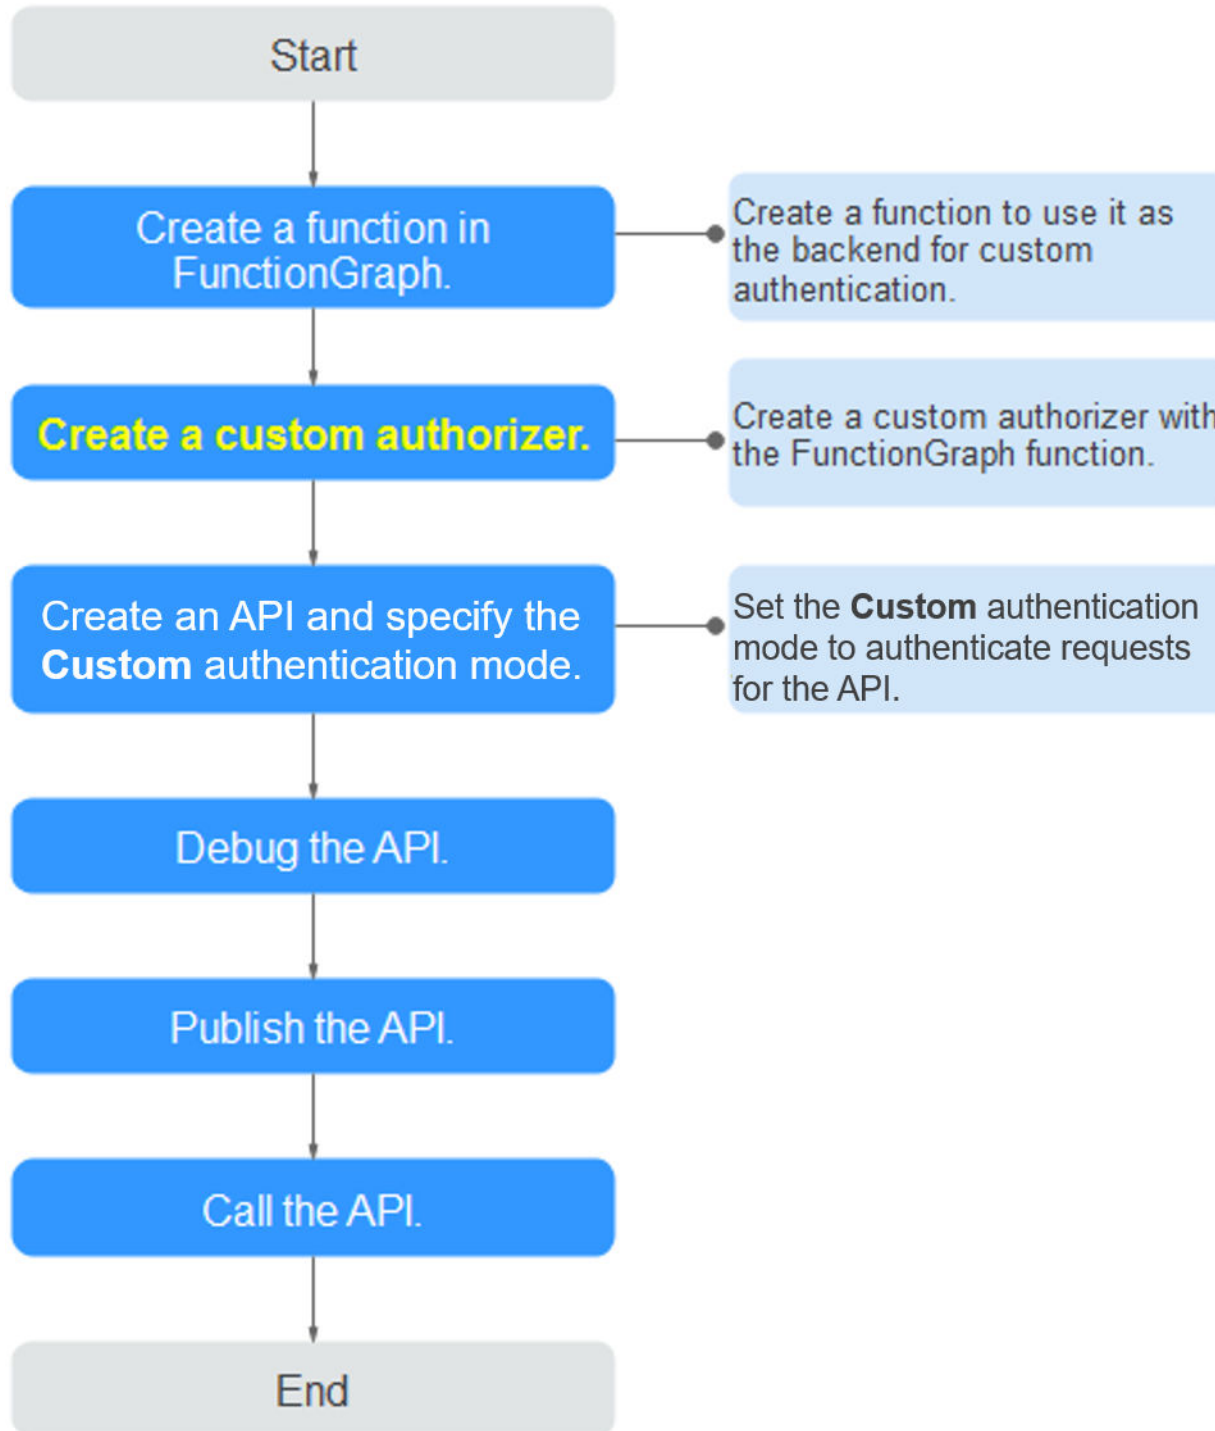 Start
Create a function in
FunctionGraph.
Create a function to use it as
the backend for custom
authentication.
Create a custom authorizer.
Create a custom authorizer with
the FunctionGraph function.
Create an API and specify the
Custom authentication mode.
Set the Custom authentication
mode to authenticate requests
for the API.
Debug the API.
Publish the API.
Call the API.
End